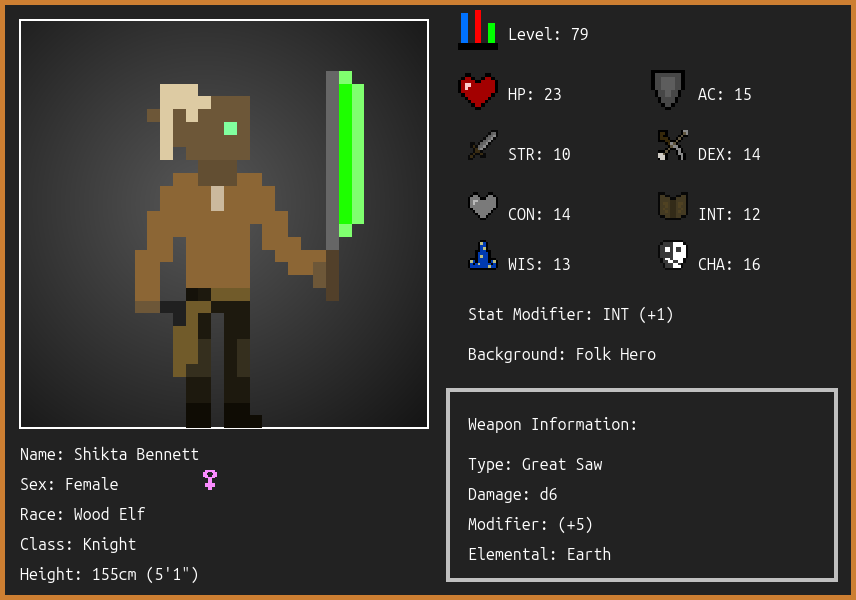 Level: 79
HP: 23
AC: 15
STR: 10
DEX: 14
CON: 14
INT: 12
WIS: 13
CHA: 16
Stat Modifier: INT (+1)
Background: Folk Hero
Weapon Information:
Type: Great Saw
Damage: d6
Modifier: (+5)
Elemental: Earth
Name: Shikta Bennett
Sex: Female
Race: Wood Elf
Class: Knight
Height: 155cm (5'1")